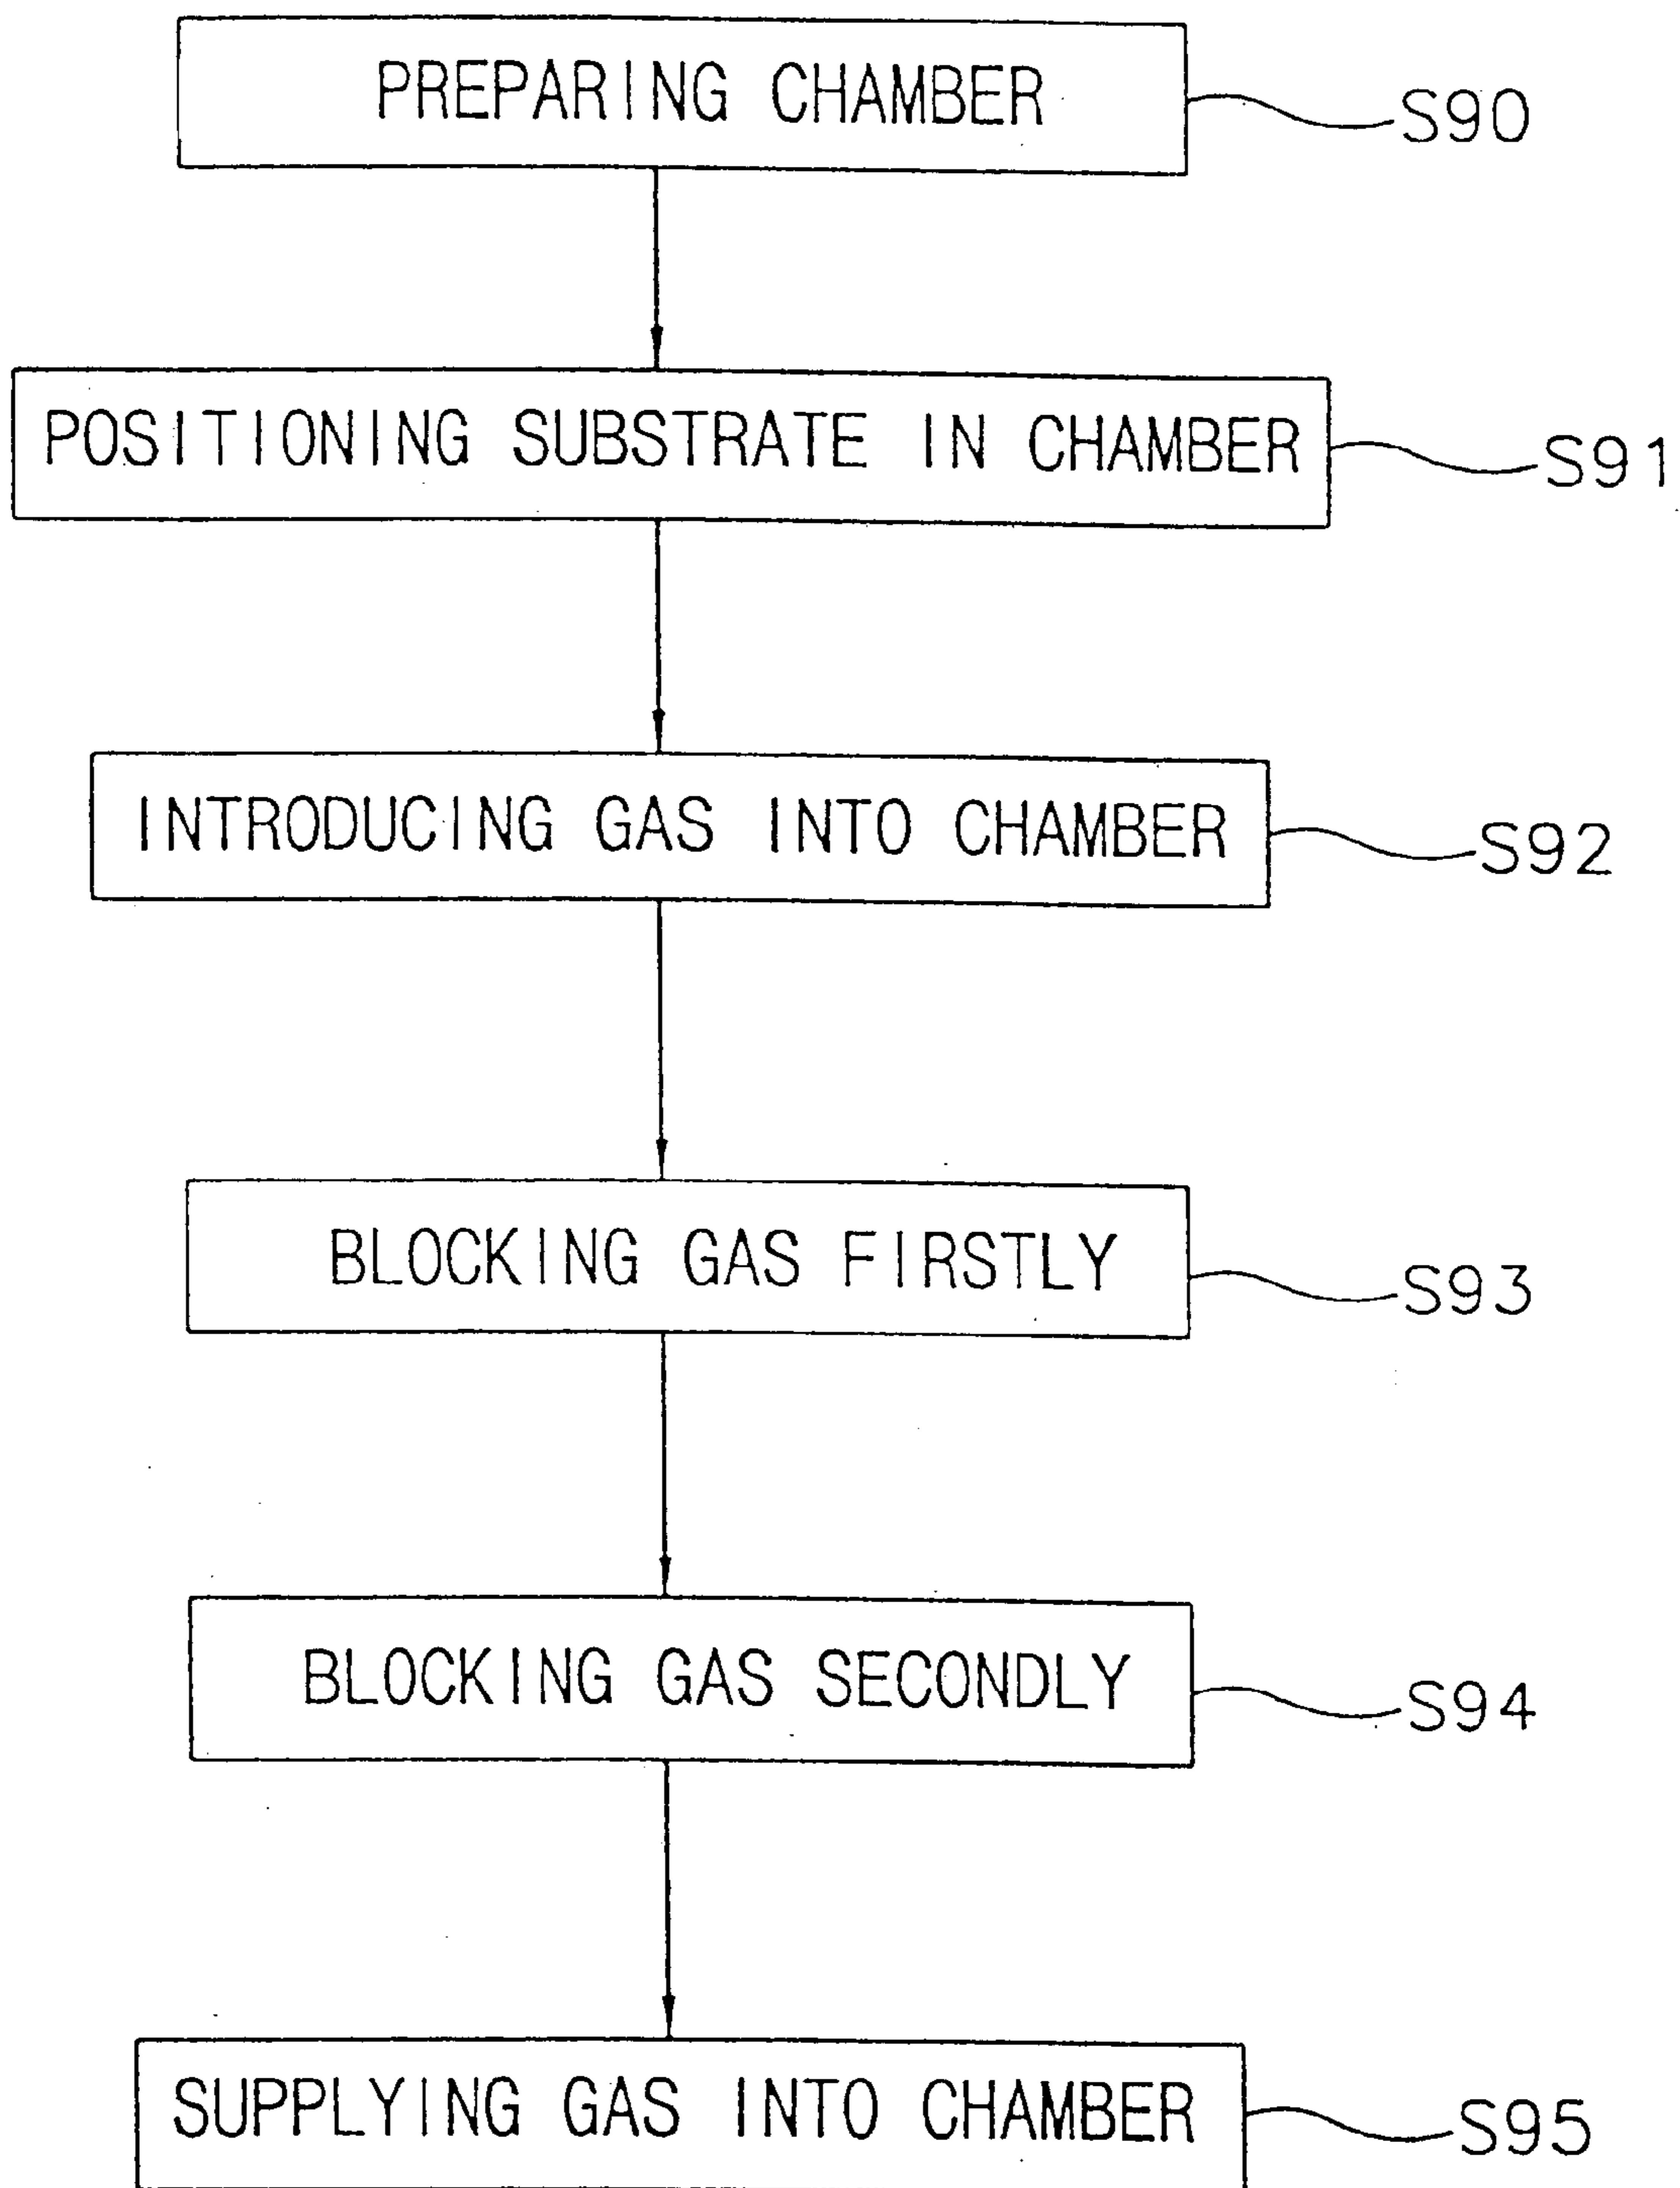 PREPARING CHAMBER
S90
POSITIONING SUBSTRATE IN CHAMBER
S91
INTRODUCING GAS INTO CHAMBER
S92
BLOCKING GAS FIRSTLY
S93
BLOCKING GAS SECONDLY
S94
SUPPLYING GAS INTO CHAMBER
S95